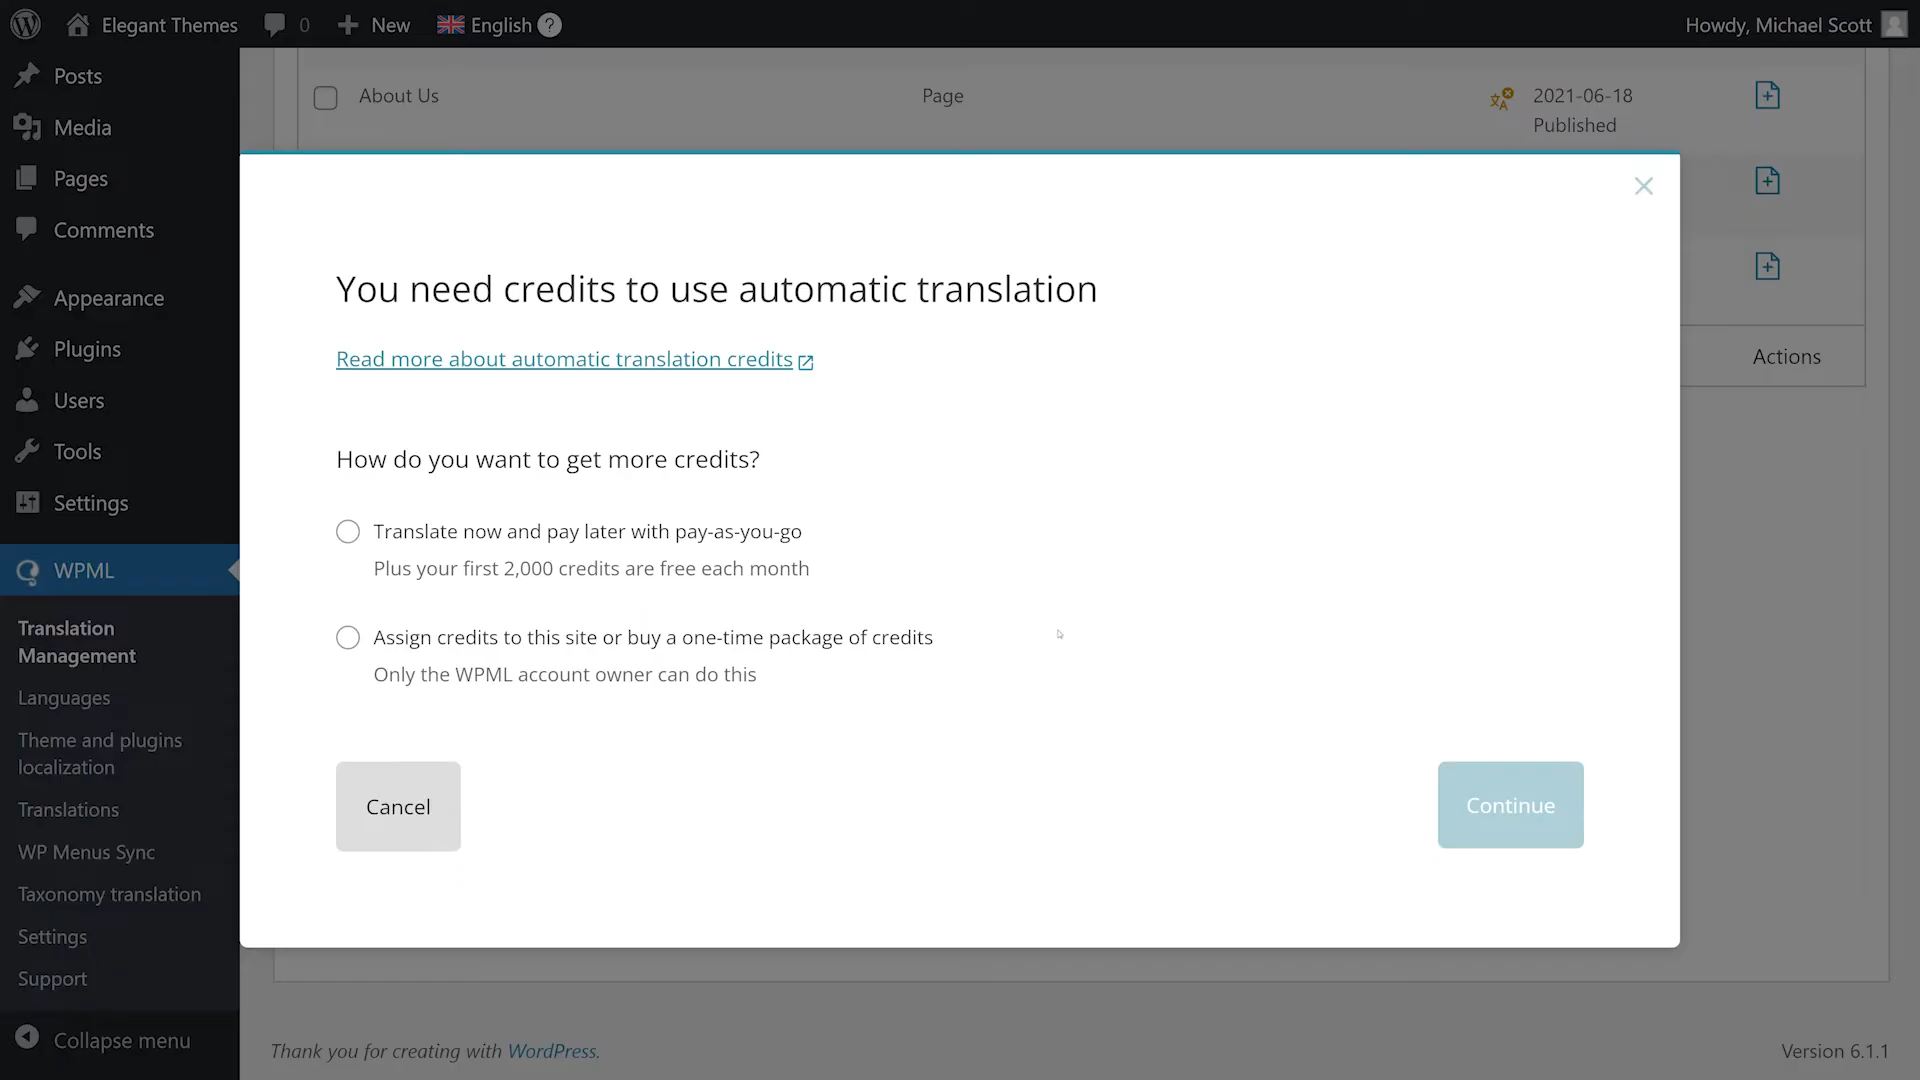 Elegant Themes 0 New English ? Howdy, Michael Scott
Posts
Media
Pages
Comments
Appearance
Plugins
Users
Tools
Settings
WPML
Translation
Management
Languages
Theme and plugins
localization
Translations
WP Menus Sync
Taxonomy translation
Settings
Support
Collapse menu
About Us Page 2021-06-18
Published
Actions
You need credits to use automatic translation
Read more about automatic translation credits
How do you want to get more credits?
Translate now and pay later with pay-as-you-go
Plus your first 2,000 credits are free each month
Assign credits to this site or buy a one-time package of credits
Only the WPML account owner can do this
Cancel
Continue
Thank you for creating with WordPress.
Version 6.1.1